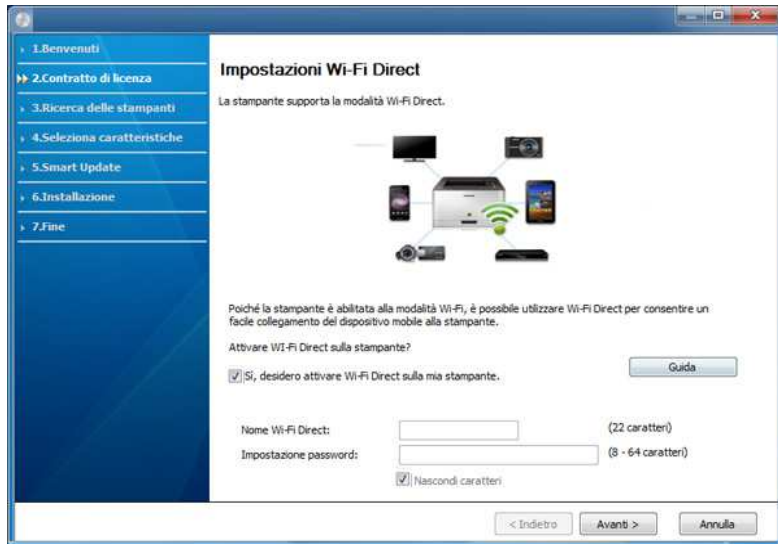 1.Benvenuti
2.Contratto di licenza
3.Ricerca delle stampanti
4.Seleziona caratteristiche
5.Smart Update
6.Installazione
7.Fine
Impostazioni Wi-Fi Direct
La stampante supporta la modalità Wi-Fi Direct.
Poiché la stampante è abilitata alla modalità Wi-Fi, è possibile utilizzare Wi-Fi Direct per consentire un
facile collegamento del dispositivo mobile alla stampante.
Attivare WI-Fi Direct sulla stampante?
Sí, desidero attivare Wi-Fi Direct sulla mia stampante.
Guida
Nome Wi-Fi Direct:
(22 caratteri)
Impostazione password:
(8 - 64 caratteri)
Nascondi caratteri
< Indietro
Avanti >
Annulla